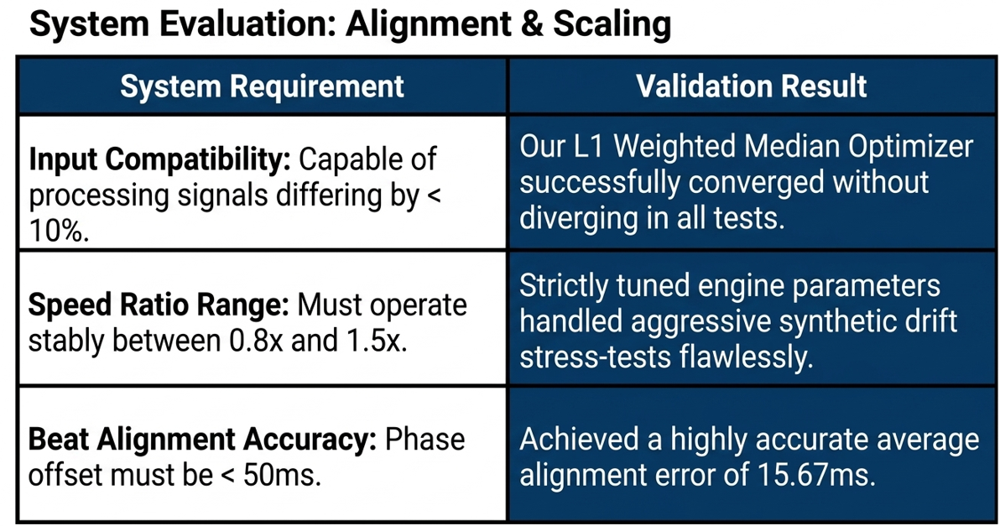 System Evaluation: Alignment & Scaling
System Requirement
Validation Result
Input Compatibility: Capable of
processing signals differing by <
10%.
Our L1 Weighted Median Optimizer
successfully converged without
diverging in all tests.
Speed Ratio Range: Must operate
stably between 0.8x and 1.5x.
Strictly tuned engine parameters
handled aggressive synthetic drift
stress-tests flawlessly.
Beat Alignment Accuracy: Phase
offset must be < 50ms.
Achieved a highly accurate average
alignment error of 15.67ms.